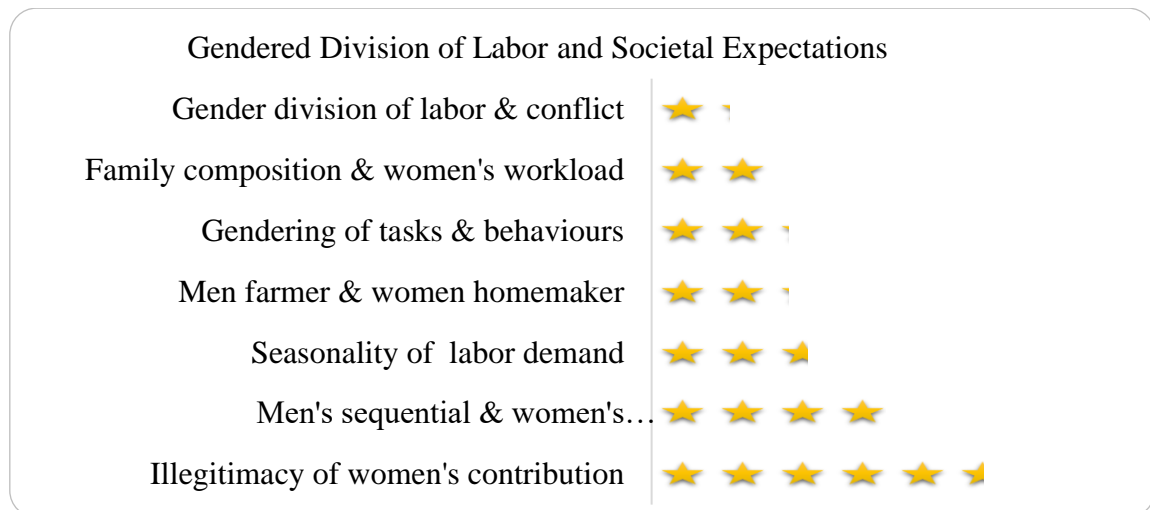 Gendered Division of Labor and Societal Expectations
Gender division of labor & conflict
Family composition & women's workload
Gendering of tasks & behaviours
Men farmer & women homemaker
Seasonality of  labor demand
Men's sequential & women's…
Illegitimacy of women's contribution